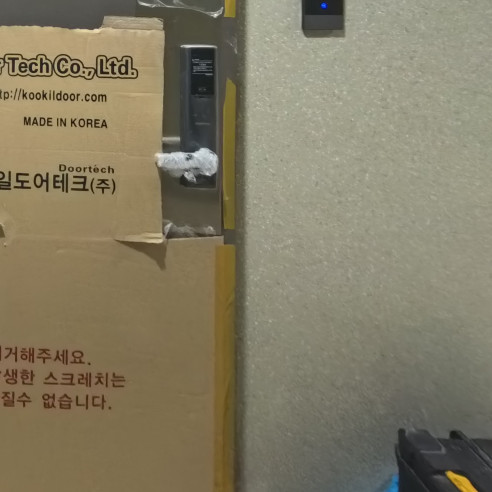 Tech Co., Ltd.
tp://kookildoor.com
MADE IN KOREA
Doortech
일도어테크(주)
거해주세요.
생한 스크레치는
질수 없습니다.